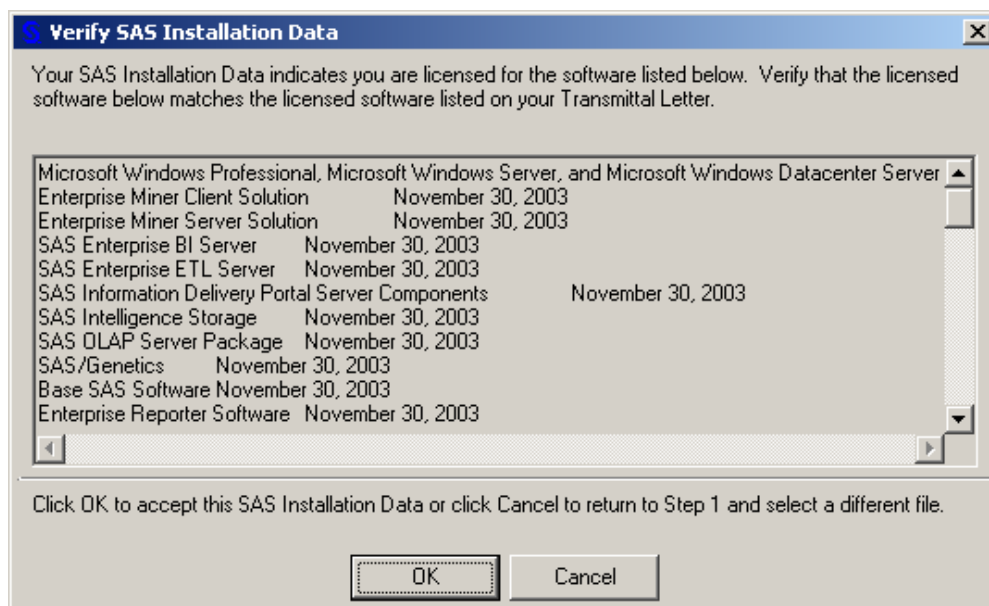 Verify SAS Installation Data
Your SAS Installation Data indicates you are licensed for the software listed below. Verify that the licensed
software below matches the licensed software listed on your Transmittal Letter.
Microsoft Windows Professional, Microsoft Windows Server, and Microsoft Windows Datacenter Server
Enterprise Miner Client Solution November 30, 2003
Enterprise Miner Server Solution November 30, 2003
SAS Enterprise BI Server November 30, 2003
SAS Enterprise ETL Server November 30, 2003
SAS Information Delivery Portal Server Components November 30, 2003
SAS Intelligence Storage November 30, 2003
SAS OLAP Server Package November 30, 2003
SAS/Genetics November 30, 2003
Base SAS Software November 30, 2003
Enterprise Reporter Software November 30, 2003
Click OK to accept this SAS Installation Data or click Cancel to return to Step 1 and select a different file.
OK Cancel